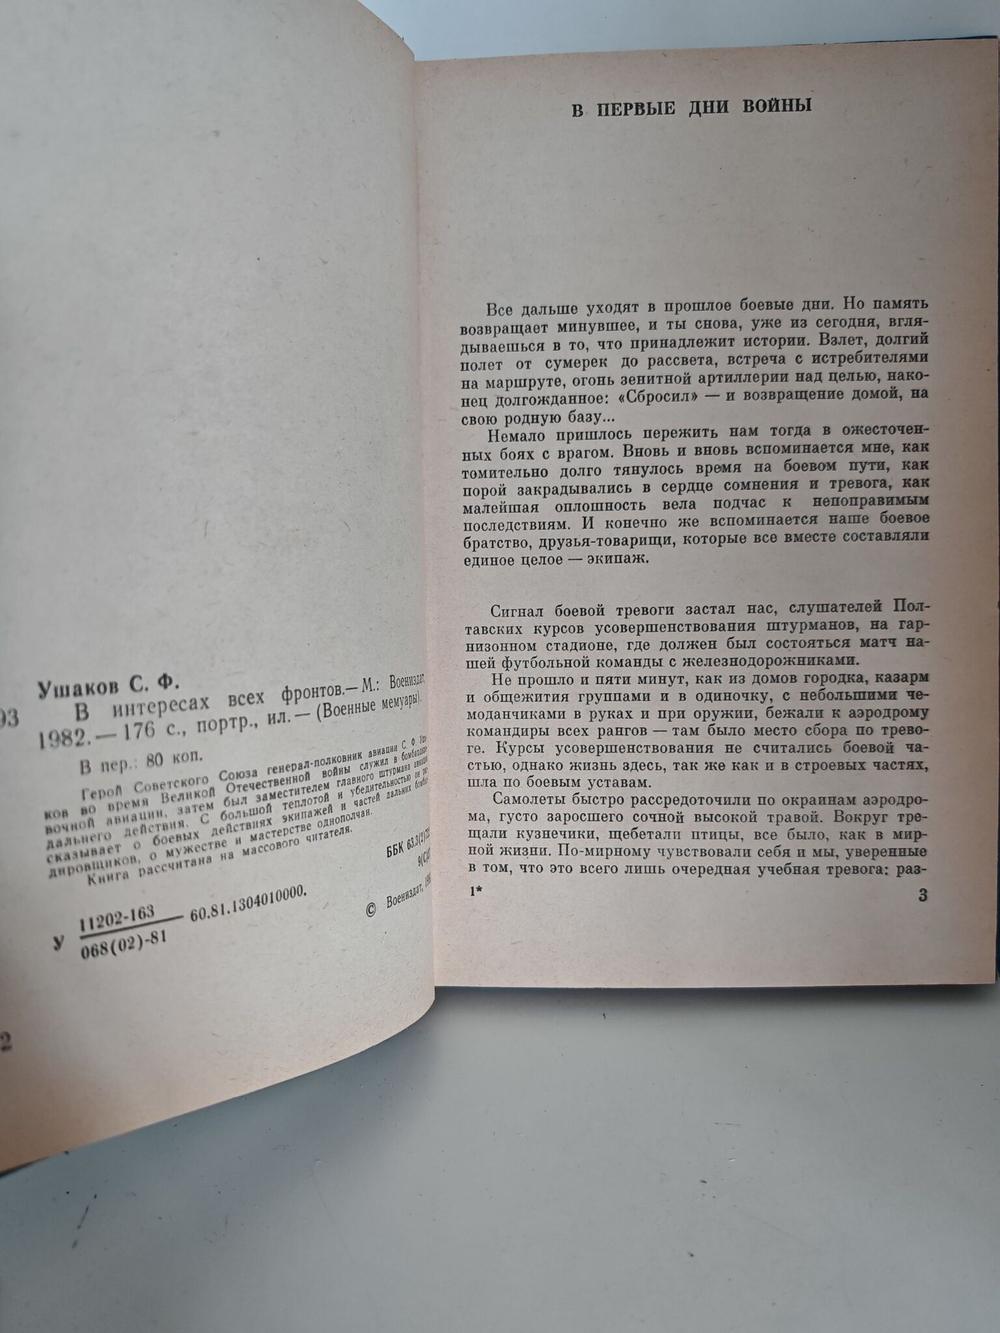 Ушаков С. Ф.
93
В интересах всех фронтов.— М.: Воениздат,
1982.— 176 с., портр., ил.— (Военные мемуары).
В пер.: 80 коп.
Герой Советского Союза генерал-полковник авиации С. Ф. Уша-
ков во время Великой Отечественной войны служил в бомбардиро-
вочной авиации, затем был заместителем главного штурмана авиации
дальнего действия. С большой теплотой и убедительностью он рас-
сказывает о боевых действиях экипажей и частей дальних бомбар-
дировщиков, о мужестве и мастерстве однополчан.
Книга рассчитана на массового читателя.
У
11202-163
068(02)-81
— 60.81.1304010000.
ББК
© Воениздат,
2
В ПЕРВЫЕ ДНИ ВОЙНЫ
Все дальше уходят в прошлое боевые дни. Но память
возвращает минувшее, и ты снова, уже из сегодня, вгля-
дываешься в то, что принадлежит истории. Взлет, долгий
полет от сумерек до рассвета, встреча с истребителями
на маршруте, огонь зенитной артиллерии над целью, нако-
нец долгожданное: «Сбросил» — и возвращение домой, на
свою родную базу...
Немало пришлось пережить нам тогда в ожесточен-
ных боях с врагом. Вновь и вновь вспоминается мне, как
томительно долго тянулось время на боевом пути, как
порой закрадывались в сердце сомнения и тревога, как
малейшая оплошность вела подчас к непоправимым
последствиям. И конечно же вспоминается наше боевое
братство, друзья-товарищи, которые все вместе составляли
единое целое — экипаж.
Сигнал боевой тревоги застал нас, слушателей Пол-
тавских курсов усовершенствования штурманов, на гар-
низонном стадионе, где должен был состояться матч на-
шей футбольной команды с железнодорожниками.
Не прошло и пяти минут, как из домов городка, казарм
и общежития группами и в одиночку, с небольшими че-
моданчиками в руках и при оружии, бежали к аэродрому
командиры всех рангов — там было место сбора по трево-
ге. Курсы усовершенствования не считались боевой ча-
стью, однако жизнь здесь, так же как и в строевых частях,
шла по боевым уставам.
Самолеты быстро рассредоточили по окраинам аэродро-
ма, густо заросшего сочной высокой травой. Вокруг тре-
щали кузнечики, щебетали птицы, все было, как в мир-
ной жизни. По-мирному чувствовали себя и мы, уверенные
в том, что это всего лишь очередная учебная тревога: раз-
1*
3